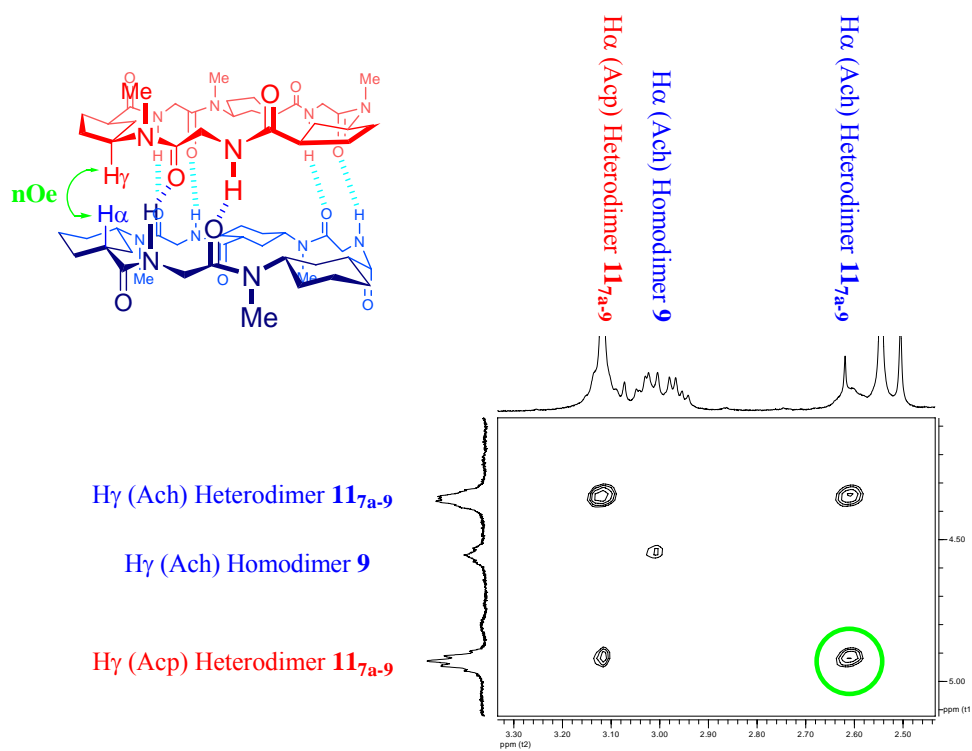 O
Me
N
O
Me
N
O
N
Me
N
N
O
N
H
O
H
O
H
O
H
Hγ
nOe
Hα
H
O
H
O
H
N
O
N
N
Me
O
N
O
N
Me
H
N
O
O
N
Me
Hα (Acp) Heterodimer 117a-9
Hα (Ach) Homodimer 9
Hα (Ach) Heterodimer 117a-9
Hγ (Ach) Heterodimer 117a-9
Hγ (Ach) Homodimer 9
Hγ (Acp) Heterodimer 117a-9
4.50
5.00
ppm (t1
3.30 3.20 3.10 3.00 2.90 2.80 2.70 2.60 2.50
ppm (t2)